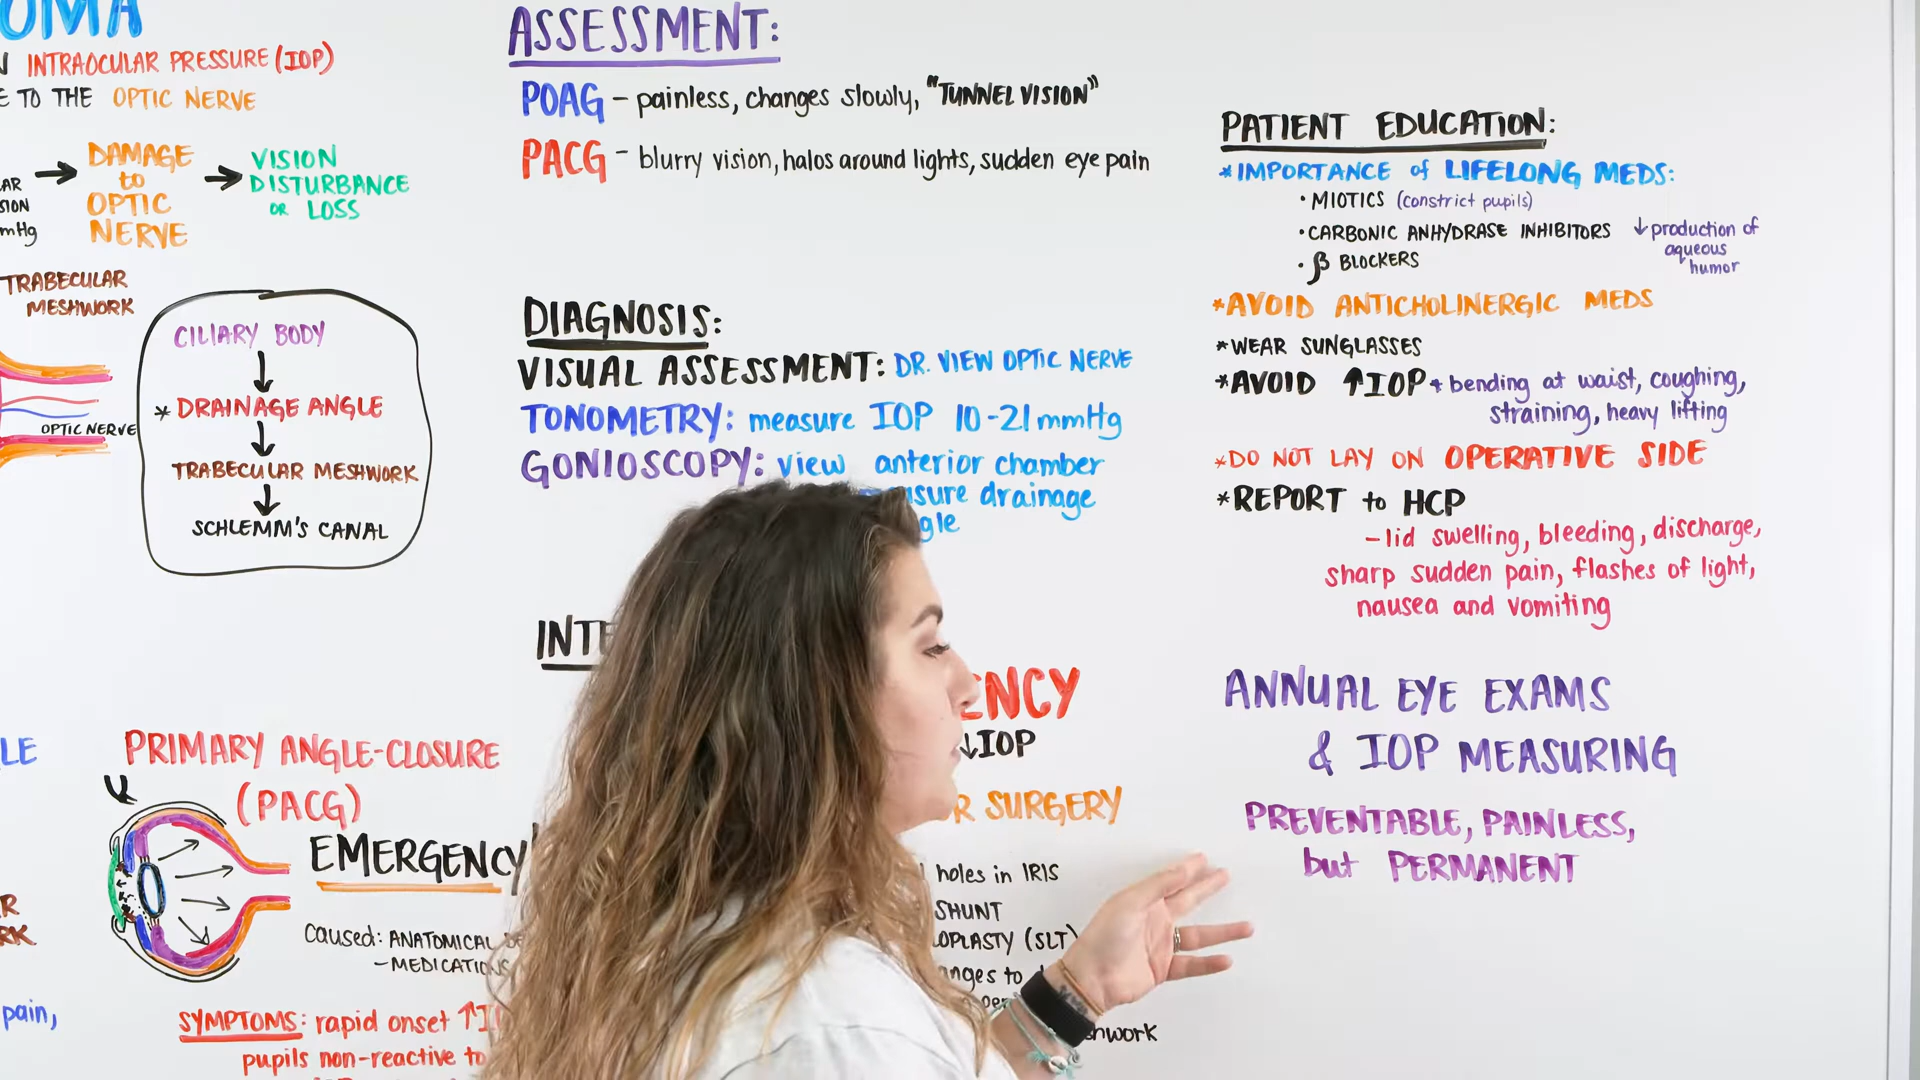 INTRAOCULAR PRESSURE (IOP)
TO THE OPTIC NERVE
DAMAGE
to
OPTIC
NERVE
VISION
DISTURBANCE
OR LOSS
mmHg
TRABECULAR
MESHWORK
OPTIC NERVE
CILIARY BODY
* DRAINAGE ANGLE
TRABECULAR MESHWORK
SCHLEMM'S CANAL
PRIMARY ANGLE-CLOSURE
(PACG)
EMERGENCY
Caused: ANATOMICAL
- MEDICATIONS
pain,
SYMPTOMS: rapid onset ↑
pupils non-reactive to
ASSESSMENT:
POAG - painless, changes slowly, "TUNNEL VISION"
PACG - blurry vision, halos around lights, sudden eye pain
DIAGNOSIS:
VISUAL ASSESSMENT: DR. VIEW OPTIC NERVE
TONOMETRY: measure IOP 10-21 mmHg
GONIOSCOPY: view anterior chamber
drainage
↓IOP
SURGERY
holes in IRIS
SHUNT
(SLT)
to
PATIENT EDUCATION:
*IMPORTANCE of LIFELONG MEDS:
• MIOTICS (constrict pupils)
• CARBONIC ANHYDRASE INHIBITORS ↓production of
aqueous
humor
• β BLOCKERS
*AVOID ANTICHOLINERGIC MEDS
*WEAR SUNGLASSES
*AVOID ↑IOP * bending at waist, coughing,
straining, heavy lifting
*DO NOT LAY ON OPERATIVE SIDE
*REPORT to HCP
- lid swelling, bleeding, discharge,
sharp sudden pain, flashes of light,
nausea and vomiting
ANNUAL EYE EXAMS
& IOP MEASURING
PREVENTABLE, PAINLESS,
but PERMANENT